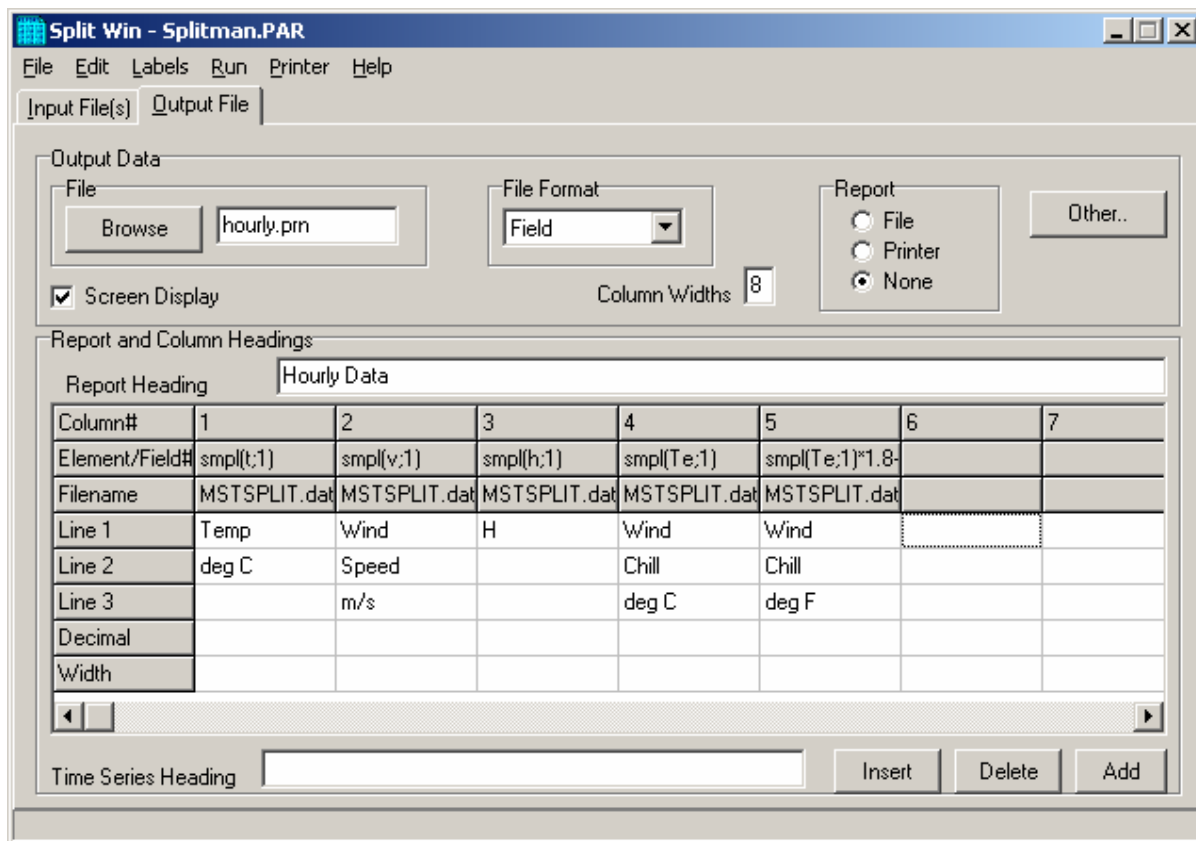 Split Win - Splitman.PAR
File Edit Labels Run Printer Help
Input File(s) Output File
Output Data
File File Format Report
Browse hourly.prn Field File Other..
Printer
Screen Display Column Widths 8 None
Report and Column Headings
Report Heading Hourly Data
Column# 1 2 3 4 5 6 7
Element/Field# smpl(t;1) smpl(v;1) smpl(h;1) smpl(Te;1) smpl(Te;1)*1.8-
Filename MSTSPLIT.dat MSTSPLIT.dat MSTSPLIT.dat MSTSPLIT.dat MSTSPLIT.dat
Line 1 Temp Wind H Wind Wind
Line 2 deg C Speed Chill Chill
Line 3 m/s deg C deg F
Decimal
Width
Time Series Heading Insert Delete Add